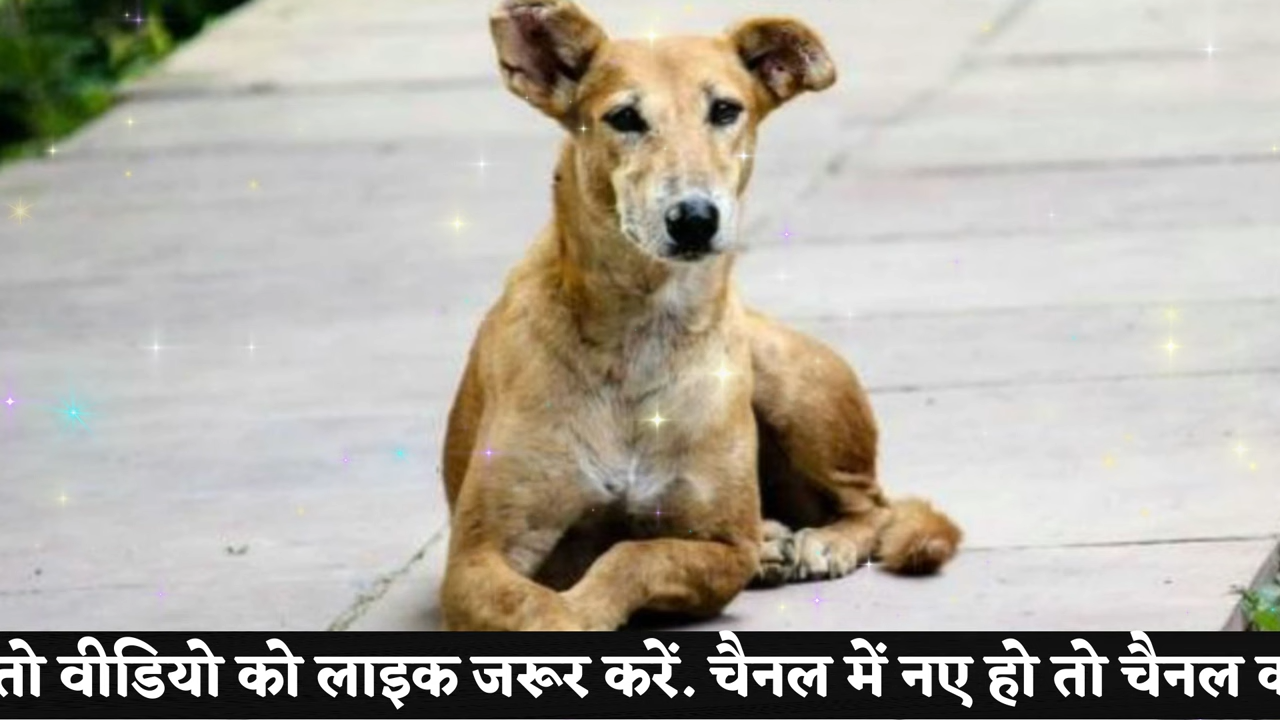 तो वीडियो को लाइक जरूर करें. चैनल में नए हो तो चैनल